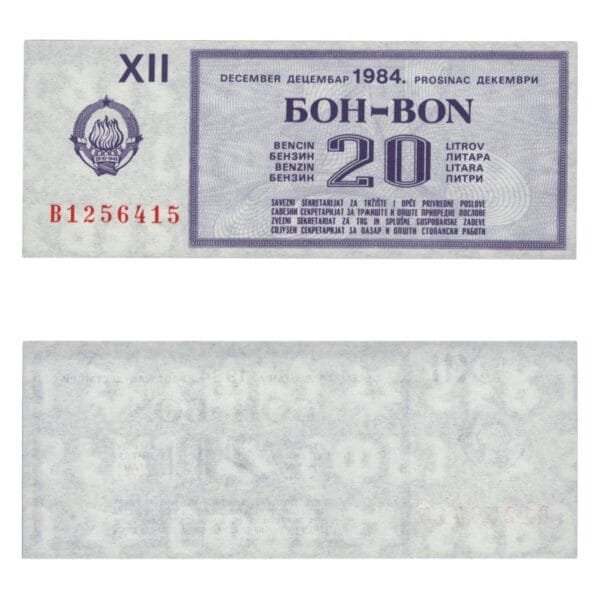 XII
DECEMBER ДЕЦЕМБАР 1984. PROSINAC ДЕКЕМВРИ
БОН-BON
BENCIN
БЕНЗИН
BENZIN
БЕНЗИН
20
LITROV
ЛИТАРА
LITARA
ЛИТРИ
B1256415
SAVEZNI SEKRETARIJAT ZA TRŽIŠTE I OPĆE PRIVREDNE POSLOVE
САВЕЗНИ СЕКРЕТАРИЈАТ ЗА ТРЖИШТЕ И ОПШТЕ ПРИВРЕДНЕ ПОСЛОВЕ
ZVEZNI SEKRETARIAT ZA TRG IN SPLOŠNE GOSPODARSKE ZADEVE
СОЈУЗЕН СЕКРЕТАРИЈАТ ЗА ПАЗАР И ОПШТИ СТОПАНСКИ РАБОТИ